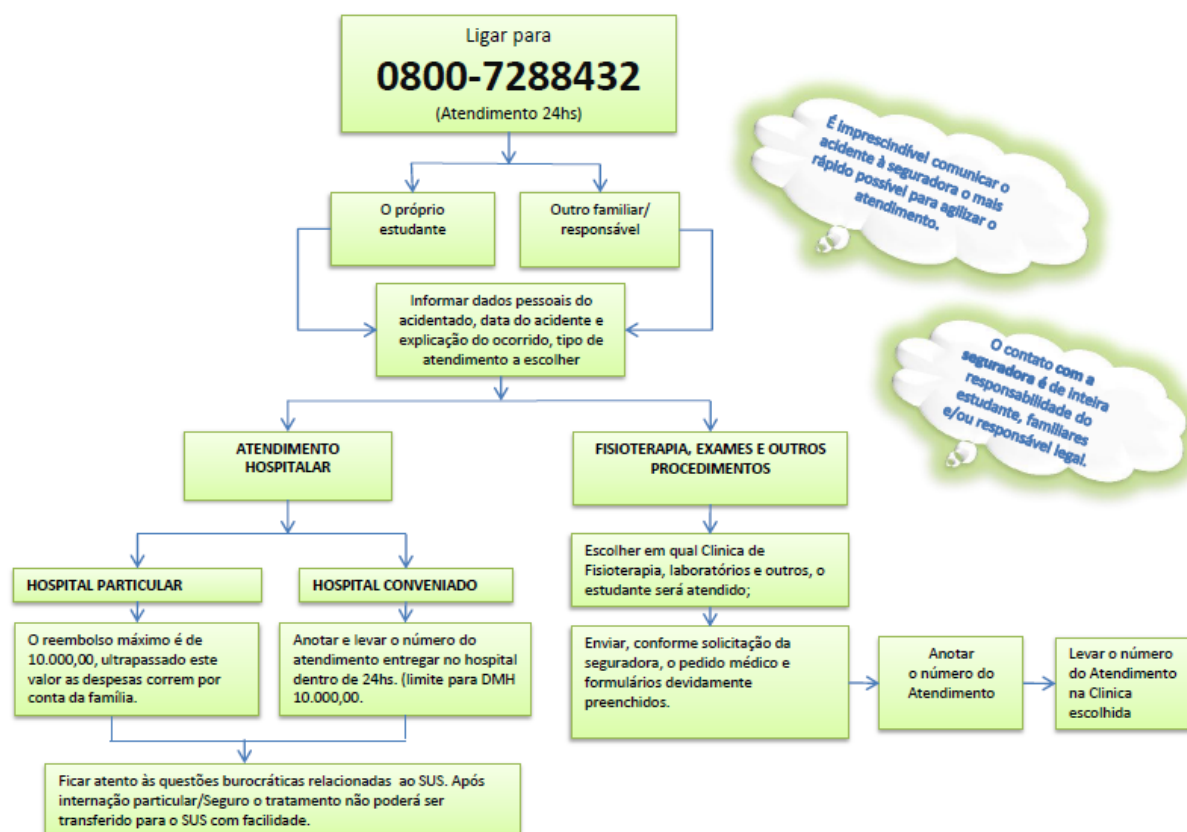 Ligar para
0800-7288432
(Atendimento 24hs)
É imprescindível comunicar o
acidente à seguradora o mais
rápido possível para agilizar o
atendimento.
O próprio
estudante
Outro familiar/
responsável
Informar dados pessoais do
acidentado, data do acidente e
explicação do ocorrido, tipo de
atendimento a escolher
O contato com a
seguradora é de inteira
responsabilidade do
estudante, familiares
e/ou responsável legal.
ATENDIMENTO
HOSPITALAR
FISIOTERAPIA, EXAMES E OUTROS
PROCEDIMENTOS
HOSPITAL PARTICULAR
HOSPITAL CONVENIADO
Escolher em qual Clinica de
Fisioterapia, laboratórios e outros, o
estudante será atendido;
O reembolso máximo é de
10.000,00, ultrapassado este
valor as despesas correm por
conta da família.
Anotar e levar o número do
atendimento entregar no hospital
dentro de 24hs. (limite para DMH
10.000,00.
Enviar, conforme solicitação da
seguradora, o pedido médico e
formulários devidamente
preenchidos.
Anotar
o número do
Atendimento
Levar o número
do Atendimento
na Clinica
escolhida
Ficar atento às questões burocráticas relacionadas ao SUS. Após
internação particular/Seguro o tratamento não poderá ser
transferido para o SUS com facilidade.